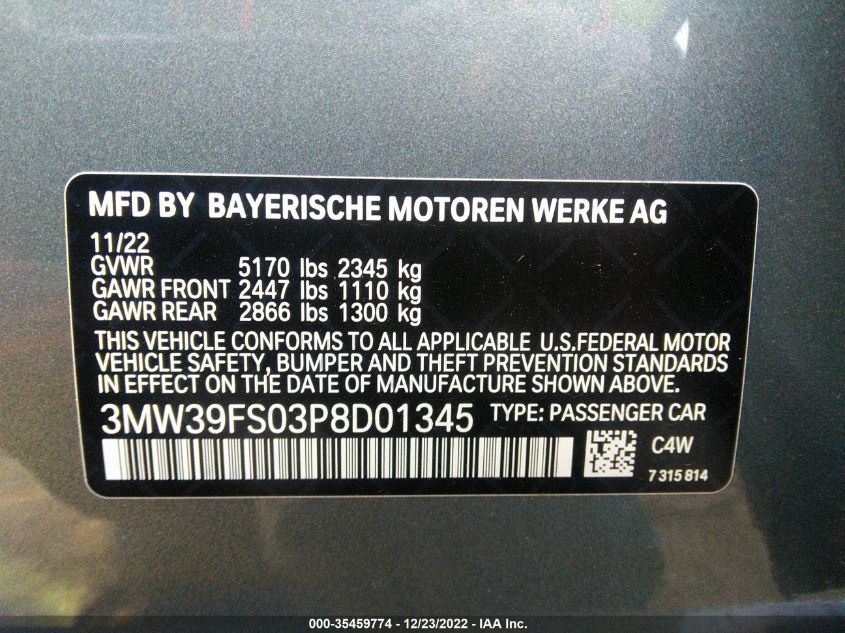 MFD BY BAYERISCHE MOTOREN WERKE AG
11/22
GVWR 5170 lbs 2345 kg
GAWR FRONT 2447 lbs 1110 kg
GAWR REAR 2866 lbs 1300 kg
THIS VEHICLE CONFORMS TO ALL APPLICABLE U.S.FEDERAL MOTOR
VEHICLE SAFETY, BUMPER AND THEFT PREVENTION STANDARDS
IN EFFECT ON THE DATE OF MANUFACTURE SHOWN ABOVE.
3MW39FS03P8D01345 TYPE: PASSENGER CAR
C4W
7315814
000-35459774 - 12/23/2022 - IAA Inc.